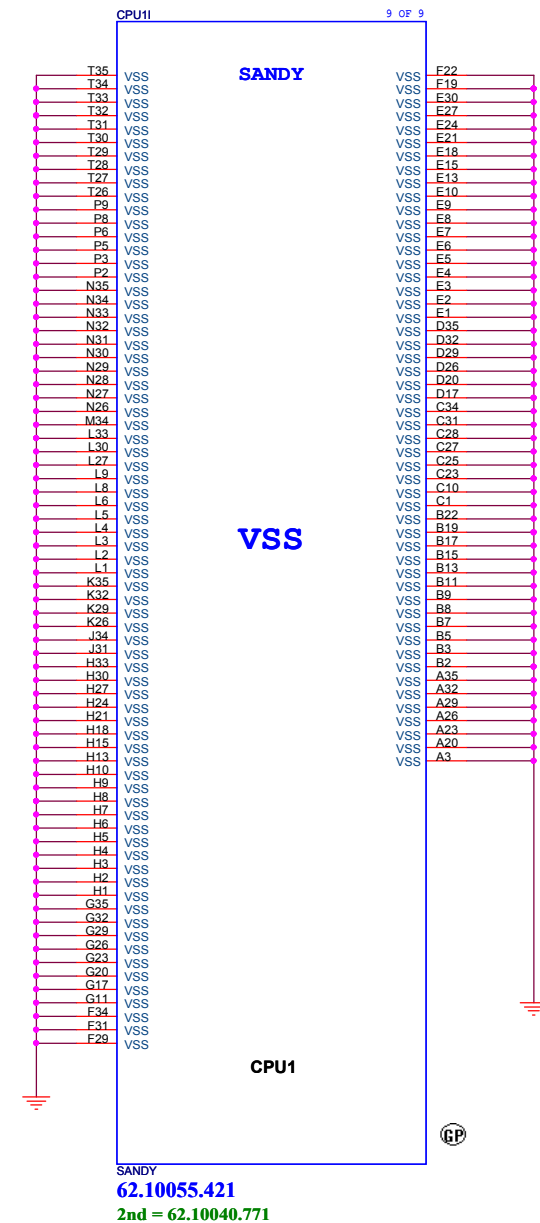 CPU1I 9 OF 9
SANDY
T35 VSS VSS F22
T34 VSS VSS F19
T33 VSS VSS E30
T32 VSS VSS E27
T31 VSS VSS E24
T30 VSS VSS E21
T29 VSS VSS E18
T28 VSS VSS E15
T27 VSS VSS E13
T26 VSS VSS E10
P9 VSS VSS E9
P8 VSS VSS E8
P6 VSS VSS E7
P5 VSS VSS E6
P3 VSS VSS E5
P2 VSS VSS E4
N35 VSS VSS E3
N34 VSS VSS E2
N33 VSS VSS E1
N32 VSS VSS D35
N31 VSS VSS D32
N30 VSS VSS D29
N29 VSS VSS D26
N28 VSS VSS D20
N27 VSS VSS D17
N26 VSS VSS C34
M34 VSS VSS C31
L33 VSS VSS C28
L30 VSS VSS C27
L27 VSS VSS C25
L9 VSS VSS C23
L8 VSS VSS C10
L6 VSS VSS C1
L5 VSS VSS B22
L4 VSS VSS B19
VSS
L3 VSS VSS B17
L2 VSS VSS B15
L1 VSS VSS B13
K35 VSS VSS B11
K32 VSS VSS B9
K29 VSS VSS B8
K26 VSS VSS B7
J34 VSS VSS B5
J31 VSS VSS B3
H33 VSS VSS B2
H30 VSS VSS A35
H27 VSS VSS A32
H24 VSS VSS A29
H21 VSS VSS A26
H18 VSS VSS A23
H15 VSS VSS A20
H13 VSS VSS A3
H10 VSS
H9 VSS
H8 VSS
H7 VSS
H6 VSS
H5 VSS
H4 VSS
H3 VSS
H2 VSS
H1 VSS
G35 VSS
G32 VSS
G29 VSS
G26 VSS
G23 VSS
G20 VSS
G17 VSS
G11 VSS
F34 VSS
F31 VSS
F29 VSS
CPU1
GP
SANDY
62.10055.421
2nd = 62.10040.771